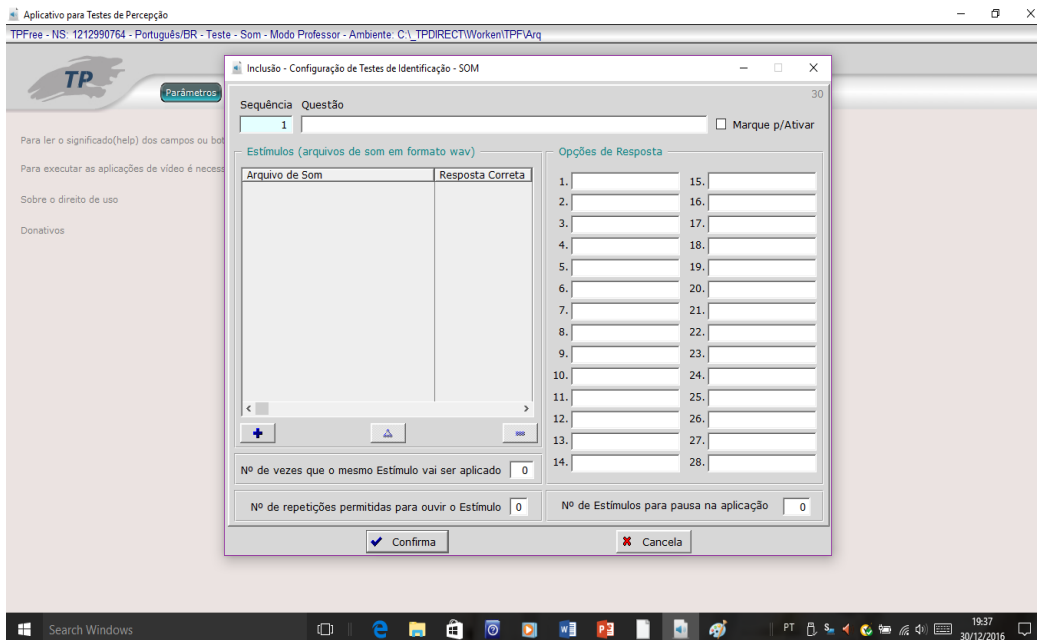 Aplicativo para Testes de Percepção
TPFree - NS: 1212990764 - Português/BR - Teste - Som - Modo Professor - Ambiente: C:\_TPDIRECT\Worken\TPF\Arq
TP
Parâmetros
Para ler o significado(help) dos campos ou bot
Para executar as aplicações de vídeo é necess
Sobre o direito de uso
Donativos
Inclusão - Configuração de Testes de Identificação - SOM
30
Sequência Questão
1
Marque p/Ativar
Estímulos (arquivos de som em formato wav)
Arquivo de Som Resposta Correta
Nº de vezes que o mesmo Estímulo vai ser aplicado 0
Nº de repetições permitidas para ouvir o Estímulo 0
Opções de Resposta
1. 15.
2. 16.
3. 17.
4. 18.
5. 19.
6. 20.
7. 21.
8. 22.
9. 23.
10. 24.
11. 25.
12. 26.
13. 27.
14. 28.
Nº de Estímulos para pausa na aplicação 0
Confirma
Cancela
Search Windows
PT
19:37
30/12/2016